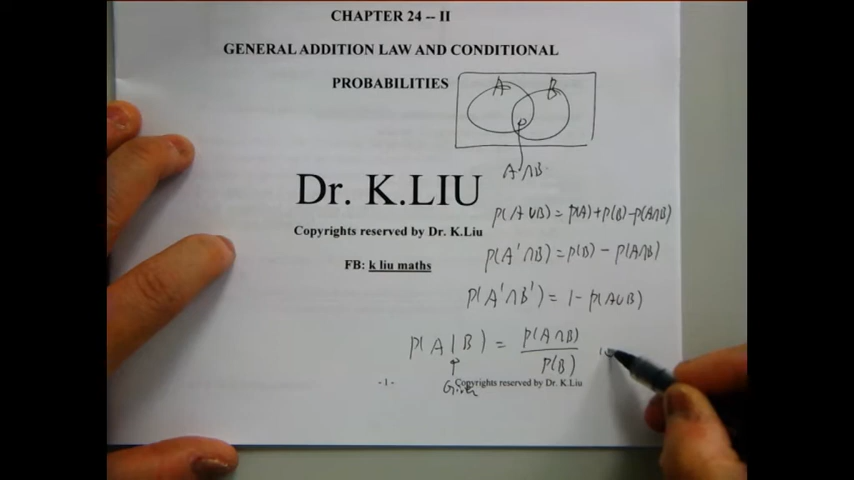 CHAPTER 24 -- II
GENERAL ADDITION LAW AND CONDITIONAL
PROBABILITIES
A B
A∩B
Dr. K.LIU
P(A∪B)=P(A)+P(B)-P(A∩B)
Copyrights reserved by Dr. K.Liu
P(A'∩B)=P(B)-P(A∩B)
FB: k liu maths
P(A'∩B')=1-P(A∪B)
P(A|B)=P(A∩B)/P(B)
Given
-1-
Copyrights reserved by Dr. K.Liu